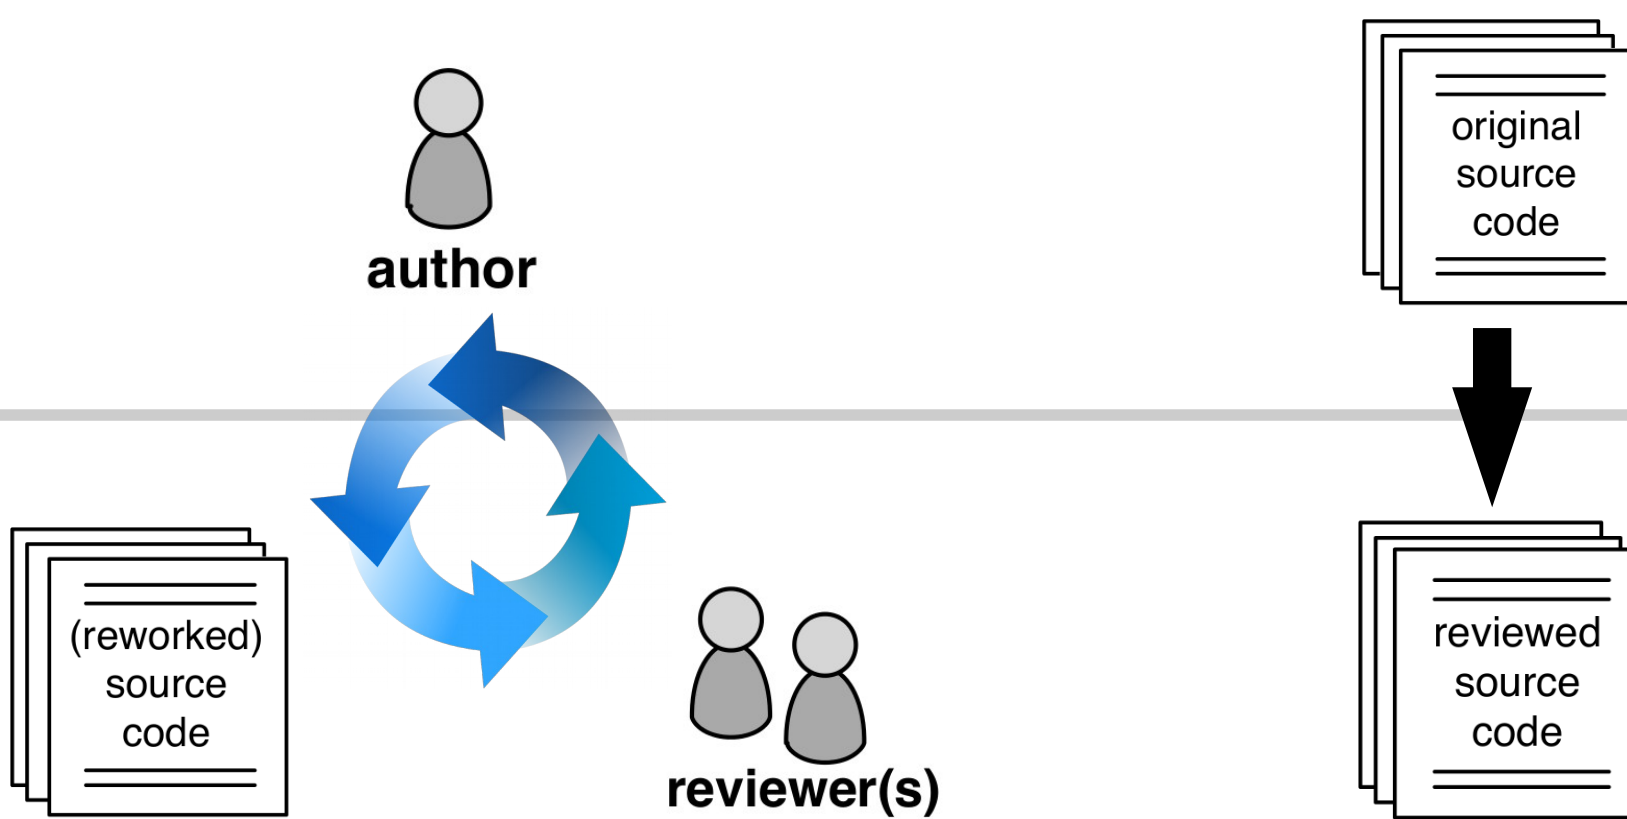 author
original
source
code
(reworked)
source
code
reviewer(s)
reviewed
source
code